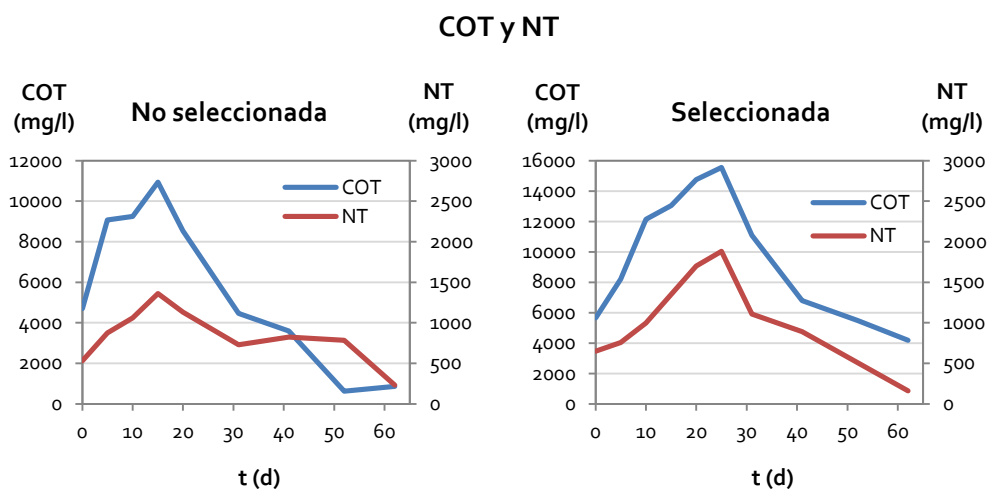 COT y NT
COT
(mg/l)
No seleccionada
NT
(mg/l)
12000
10000
8000
6000
4000
2000
0
3000
2500
2000
1500
1000
500
0
COT
NT
0 10 20 30 40 50 60
t (d)
COT
(mg/l)
Seleccionada
NT
(mg/l)
16000
14000
12000
10000
8000
6000
4000
2000
0
3000
2500
2000
1500
1000
500
0
COT
NT
0 10 20 30 40 50 60
t (d)